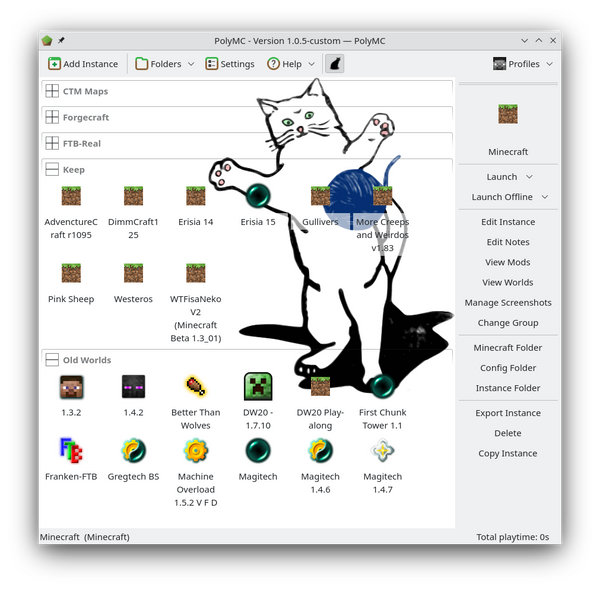 PolyMC - Version 1.0.5-custom — PolyMC
Add Instance
Folders
Settings
Help
Profiles
CTM Maps
Forgecraft
FTB-Real
Keep
AdventureC
raft r1095
DimmCraft1
25
Erisia 14
Erisia 15
Gullivers
More Creeps
and Weirdos
v1.83
Pink Sheep
Westeros
WTFisaNeko
V2
(Minecraft
Beta 1.3_01)
Old Worlds
1.3.2
1.4.2
Better Than
Wolves
DW20 -
1.7.10
DW20 Play-
along
First Chunk
Tower 1.1
Franken-FTB
Gregtech BS
Machine
Overload
1.5.2 V F D
Magitech
Magitech
1.4.6
Magitech
1.4.7
Minecraft
Launch
Launch Offline
Edit Instance
Edit Notes
View Mods
View Worlds
Manage Screenshots
Change Group
Minecraft Folder
Config Folder
Instance Folder
Export Instance
Delete
Copy Instance
Minecraft (Minecraft)
Total playtime: 0s